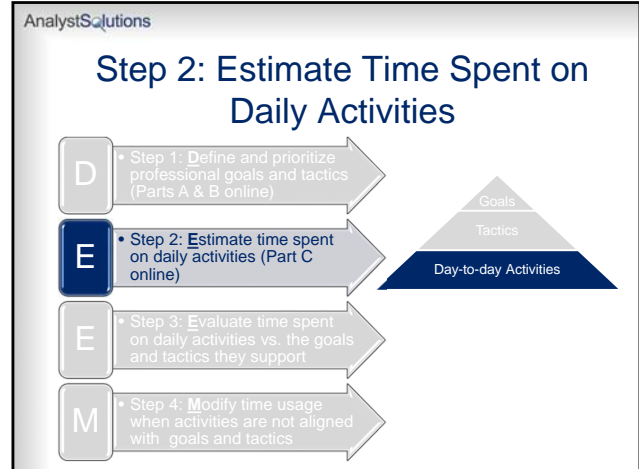 AnalystSolutions
Step 2: Estimate Time Spent on
Daily Activities
D
• Step 1: Define and prioritize
professional goals and tactics
(Parts A & B online)
E
• Step 2: Estimate time spent
on daily activities (Part C
online)
E
• Step 3: Evaluate time spent
on daily activities vs. the goals
and tactics they support
M
• Step 4: Modify time usage
when activities are not aligned
with goals and tactics
Goals
Tactics
Day-to-day Activities